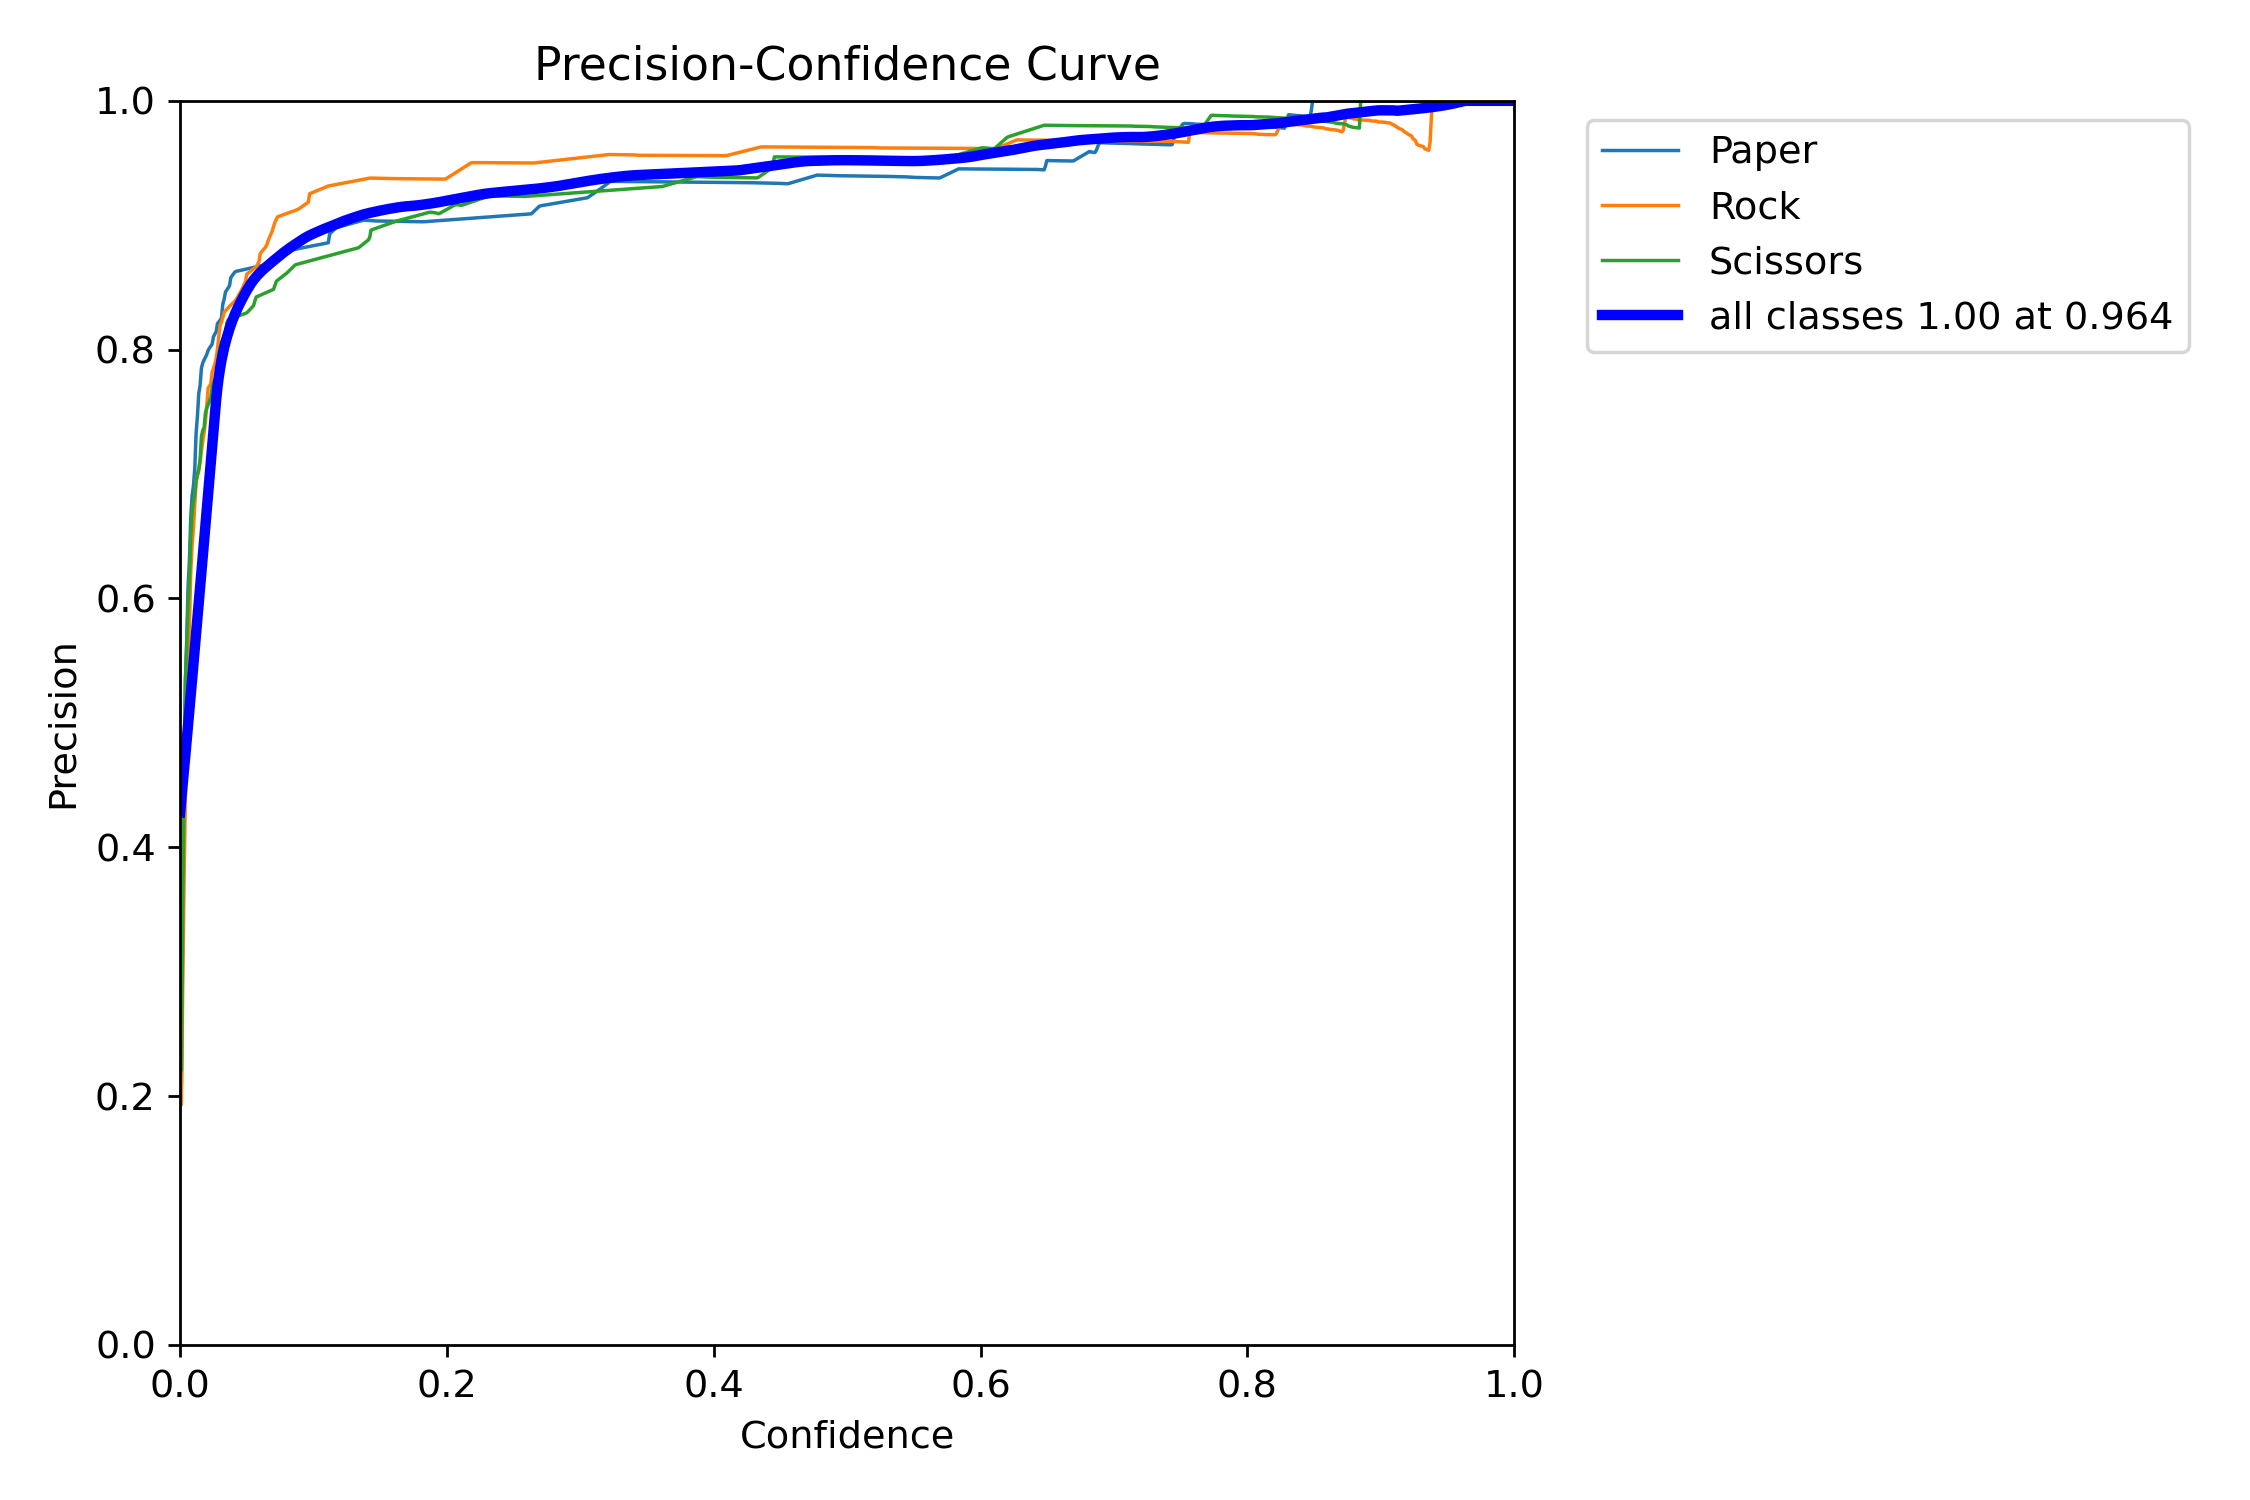 Precision-Confidence Curve
1.0
0.8
0.6
0.4
0.2
0.0
Precision
0.0 0.2 0.4 0.6 0.8 1.0
Confidence
Paper
Rock
Scissors
all classes 1.00 at 0.964